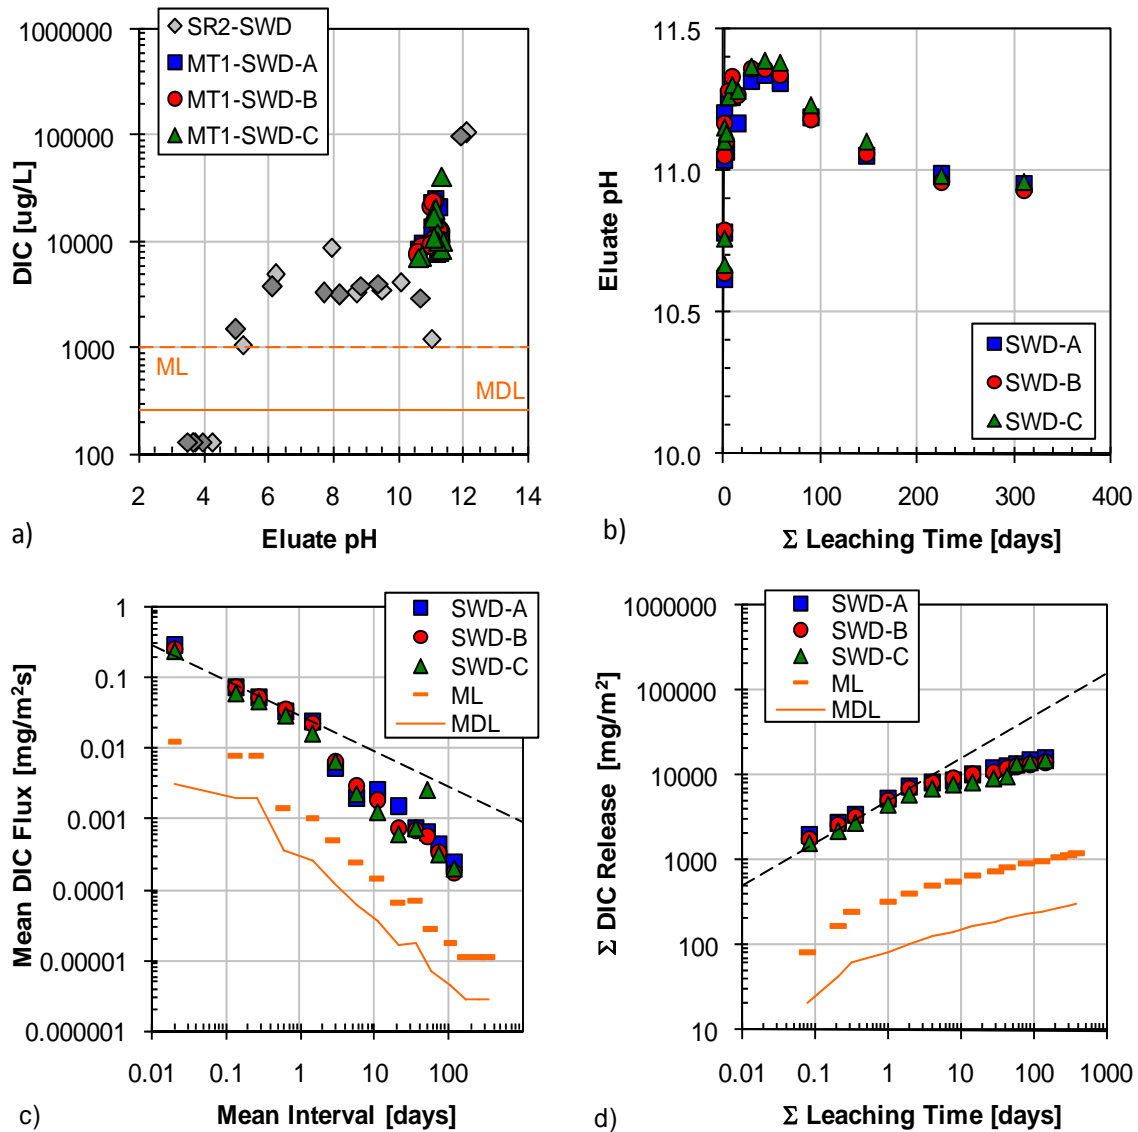 SR2-SWD
MT1-SWD-A
MT1-SWD-B
MT1-SWD-C
1000000
100000
10000
1000
100
DIC [ug/L]
ML
MDL
2 4 6 8 10 12 14
Eluate pH
a)
11.5
11.0
10.5
10.0
Eluate pH
SWD-A
SWD-B
SWD-C
0 100 200 300 400
Σ Leaching Time [days]
b)
SWD-A
SWD-B
SWD-C
ML
MDL
1
0.1
0.01
0.001
0.0001
0.00001
0.000001
Mean DIC Flux [mg/m²s]
0.01 0.1 1 10 100
Mean Interval [days]
c)
SWD-A
SWD-B
SWD-C
ML
MDL
1000000
100000
10000
1000
100
10
Σ DIC Release [mg/m²]
0.01 0.1 1 10 100 1000
Σ Leaching Time [days]
d)